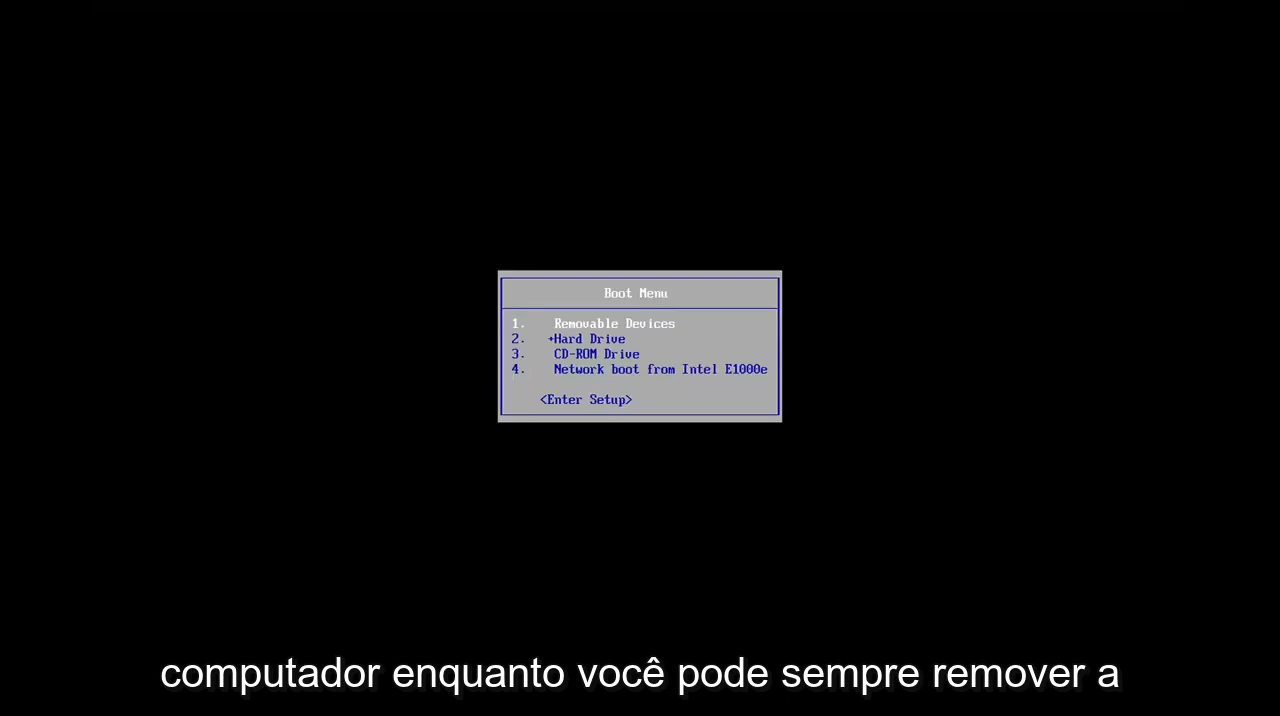 Boot Menu
1. Removable Devices
2. +Hard Drive
3. CD-ROM Drive
4. Network boot from Intel E1000e
<Enter Setup>
computador enquanto você pode sempre remover a